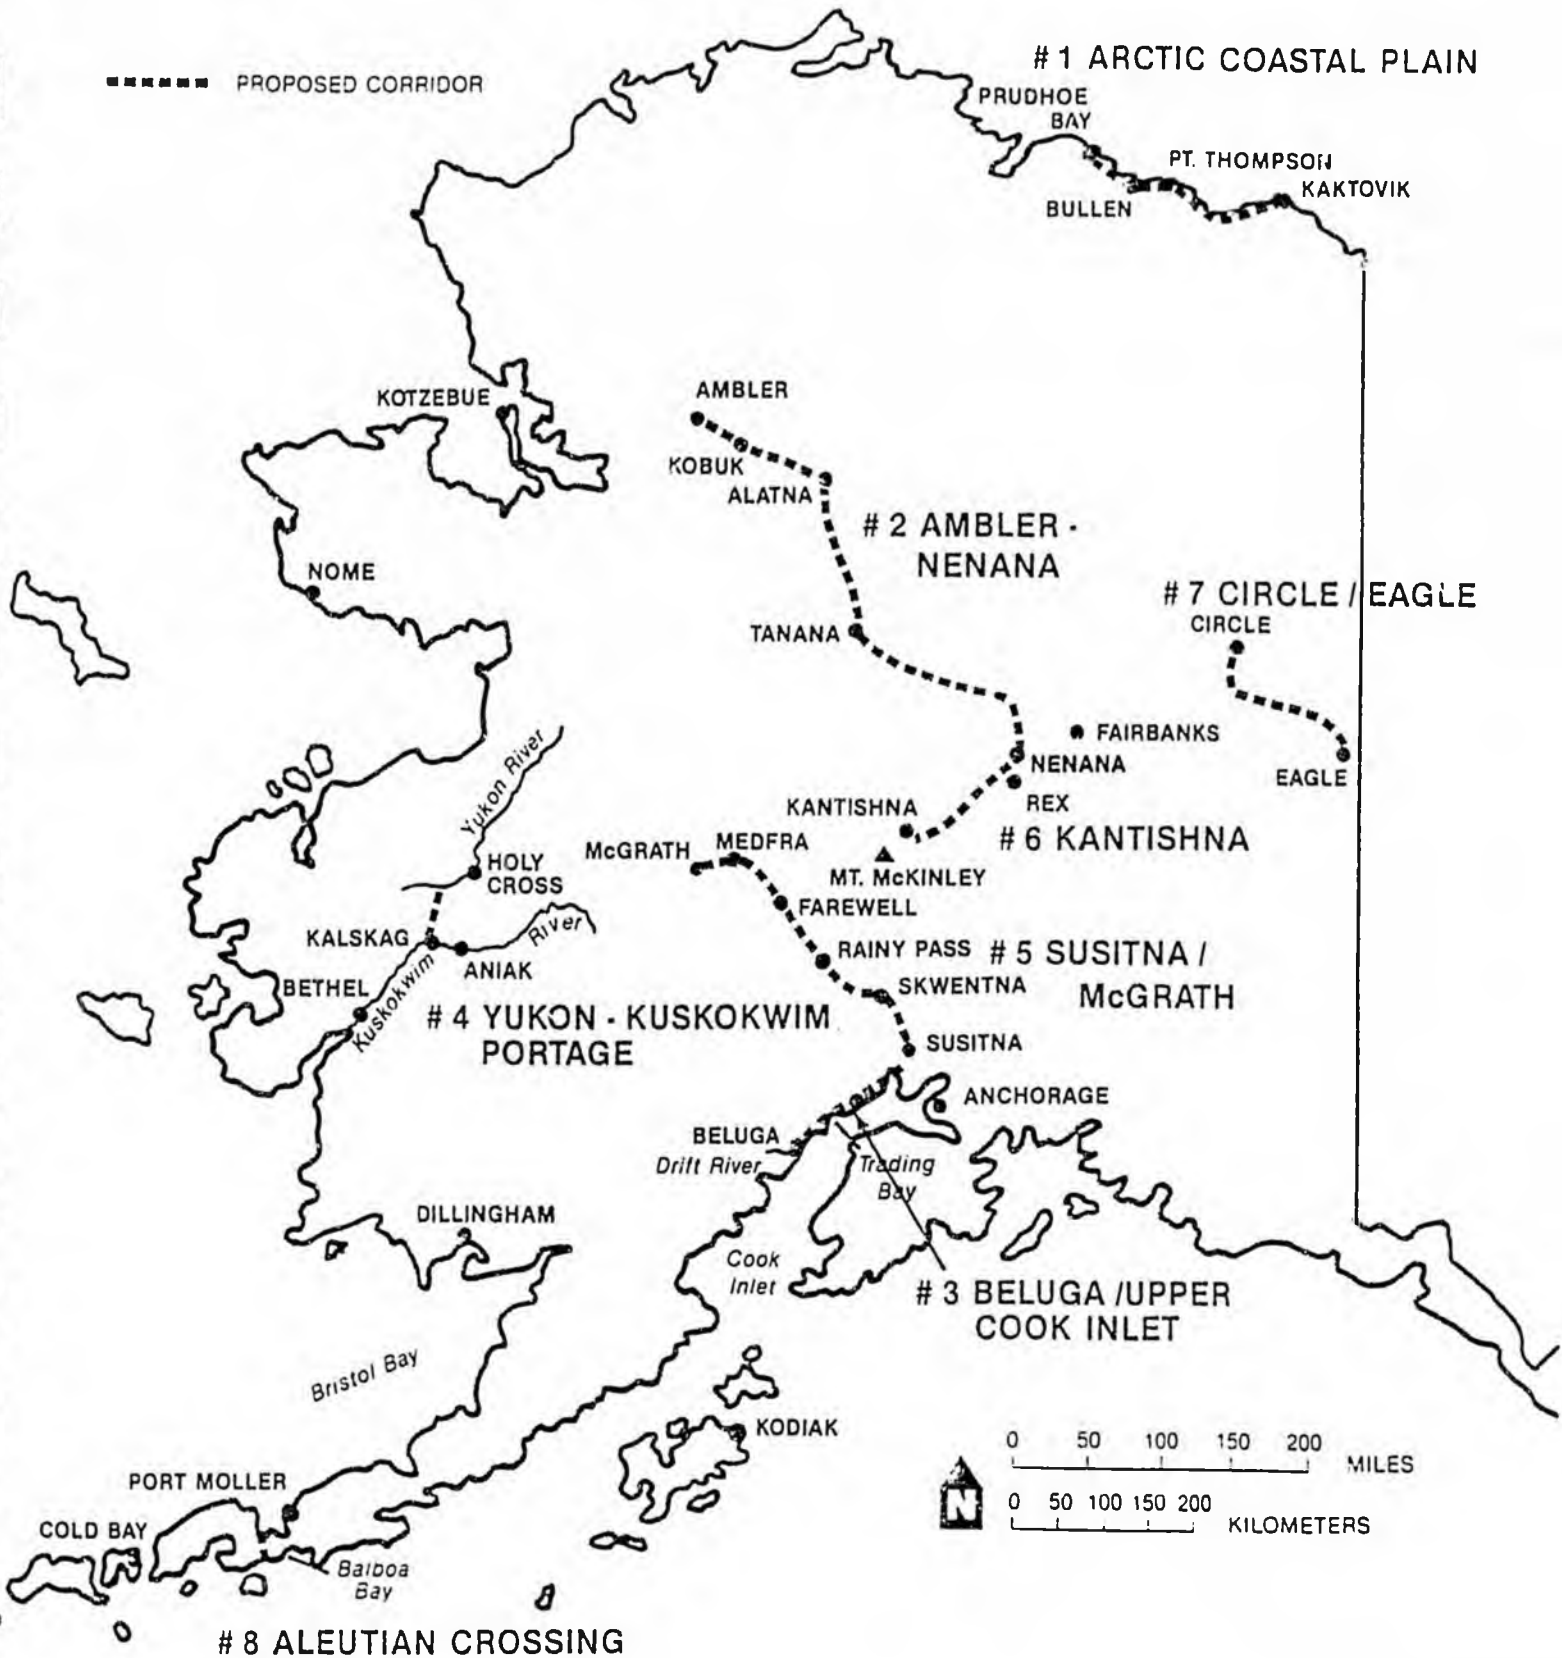 # 1 ARCTIC COASTAL PLAIN
PROPOSED CORRIDOR
PRUDHOE
BAY
PT. THOMPSON
KAKTOVIK
BULLEN
KOTZEBUE
AMBLER
KOBUK
ALATNA
# 2 AMBLER -
NENANA
NOME
# 7 CIRCLE / EAGLE
CIRCLE
TANANA
FAIRBANKS
NENANA
EAGLE
REX
KANTISHNA
# 6 KANTISHNA
Yukon River
McGRATH
MEDFRA
MT. McKINLEY
HOLY
CROSS
FAREWELL
River
KALSKAG
ANIAK
RAINY PASS
# 5 SUSITNA /
McGRATH
SKWENTNA
BETHEL
Kuskokwim
# 4 YUKON - KUSKOKWIM
PORTAGE
SUSITNA
ANCHORAGE
BELUGA
Drift River
Trading
Bay
DILLINGHAM
Cook
Inlet
# 3 BELUGA /UPPER
COOK INLET
Bristol Bay
KODIAK
0 50 100 150 200
MILES
PORT MOLLER
N
0 50 100 150 200
KILOMETERS
COLD BAY
Balboa
Bay
# 8 ALEUTIAN CROSSING